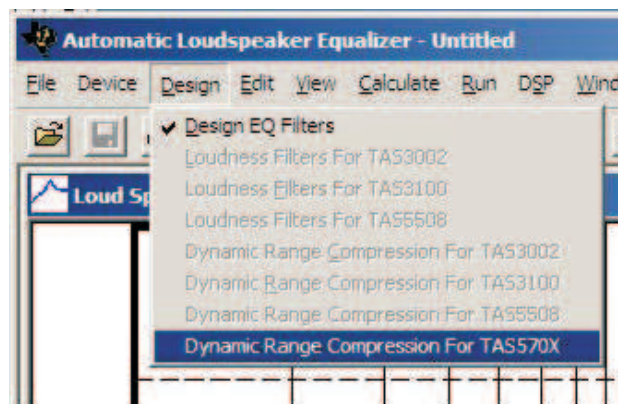 Automatic Loudspeaker Equalizer - Untitled
File Device Design Edit View Calculate Run DSP Wind
Design EQ Filters
Loudness Filters For TAS3002
Loud Sp
Loudness Filters For TAS3100
Loudness Filters For TAS5508
Dynamic Range Compression For TAS3002
Dynamic Range Compression For TAS3100
Dynamic Range Compression For TAS5508
Dynamic Range Compression For TAS570X